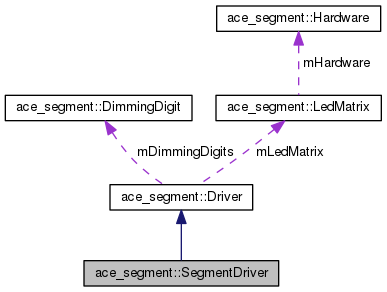 ace_segment::Hardware
mHardware
ace_segment::DimmingDigit
ace_segment::LedMatrix
mDimmingDigits
mLedMatrix
ace_segment::Driver
ace_segment::SegmentDriver